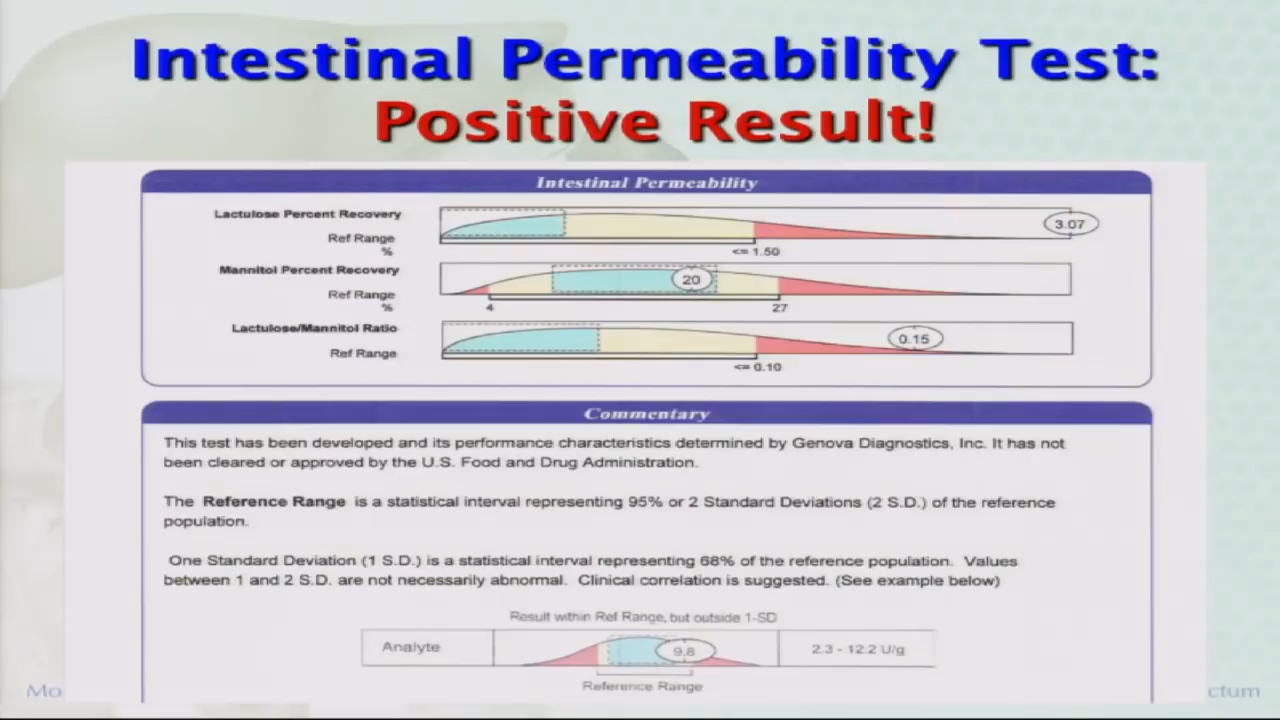 Intestinal Permeability Test:
Positive Result!
Intestinal Permeability
Lactulose Percent Recovery
3.07
Ref Range
%
<= 1.50
Mannitol Percent Recovery
20
Ref Range
%
4
27
Lactulose/Mannitol Ratio
0.15
Ref Range
<= 0.10
Commentary
This test has been developed and its performance characteristics determined by Genova Diagnostics, Inc. It has not
been cleared or approved by the U.S. Food and Drug Administration.
The Reference Range is a statistical interval representing 95% or 2 Standard Deviations (2 S.D.) of the reference
population.
One Standard Deviation (1 S.D.) is a statistical interval representing 68% of the reference population. Values
between 1 and 2 S.D. are not necessarily abnormal. Clinical correlation is suggested. (See example below)
Result within Ref Range, but outside 1-SD
Analyte
9.8
2.3 - 12.2 U/g
Reference Range
Mo
ctum